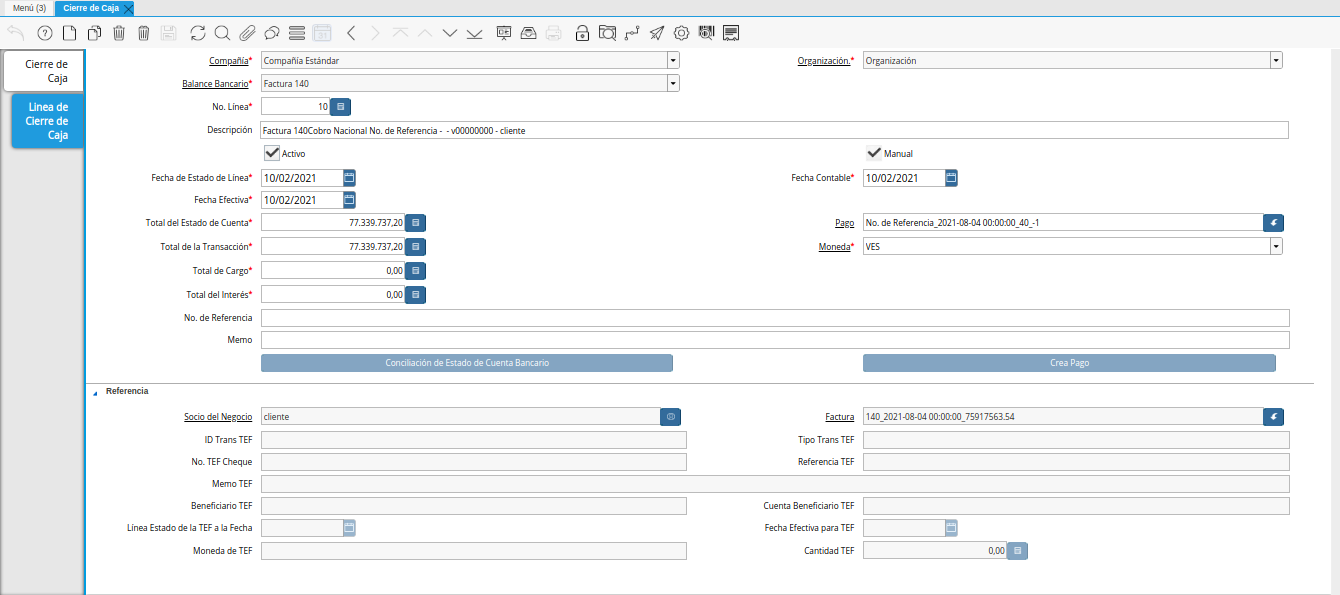 Menú (3)
Cierre de Caja
Cierre de
Caja
Línea de
Cierre de
Caja
Compañía* Compañía Estándar
Organización.* Organización
Balance Bancario* Factura 140
No. Línea* 10
Descripción Factura 140Cobro Nacional No. de Referencia - - v00000000 - cliente
Activo
Manual
Fecha de Estado de Línea* 10/02/2021
Fecha Contable* 10/02/2021
Fecha Efectiva* 10/02/2021
Total del Estado de Cuenta* 77.339.737,20
Pago No. de Referencia_2021-08-04 00:00:00_40_-1
Total de la Transacción* 77.339.737,20
Moneda* VES
Total de Cargo* 0,00
Total del Interés* 0,00
No. de Referencia
Memo
Conciliación de Estado de Cuenta Bancario
Crea Pago
Referencia
Socio del Negocio cliente
Factura 140_2021-08-04 00:00:00_75917563.54
ID Trans TEF
Tipo Trans TEF
No. TEF Cheque
Referencia TEF
Memo TEF
Beneficiario TEF
Cuenta Beneficiario TEF
Línea Estado de la TEF a la Fecha
Fecha Efectiva para TEF
Moneda de TEF
Cantidad TEF 0,00